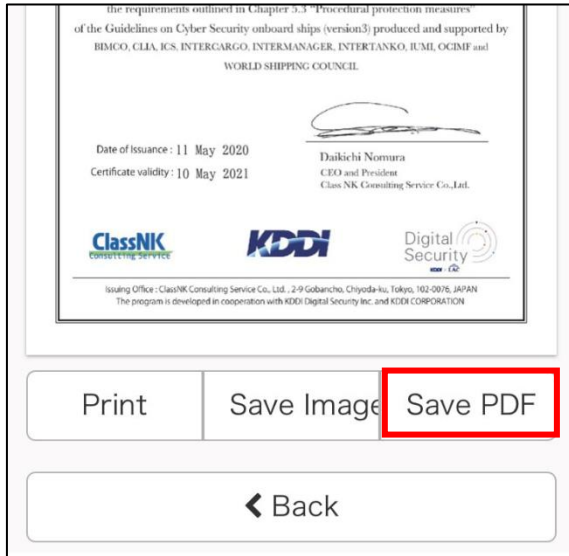 the requirements outlined in Chapter 5.3 "Procedural protection measures"
of the Guidelines on Cyber Security onboard ships (version3) produced and supported by
BIMCO, CLIA, ICS, INTERCARGO, INTERMANAGER, INTERTANKO, IUMI, OCIMF and
WORLD SHIPPING COUNCIL
Date of Issuance : 11 May 2020
Certificate validity : 10 May 2021
Daikichi Nomura
CEO and President
Class NK Consulting Service Co.,Ltd.
ClassNK
Consulting Service
KDDI
Digital
Security
KDDI × LAC
Issuing Office : ClassNK Consulting Service Co., Ltd. , 2-9 Gobancho, Chiyoda-ku, Tokyo, 102-0076, JAPAN
The program is developed in cooperation with KDDI Digital Security Inc. and KDDI CORPORATION
Print
Save Image
Save PDF
Back